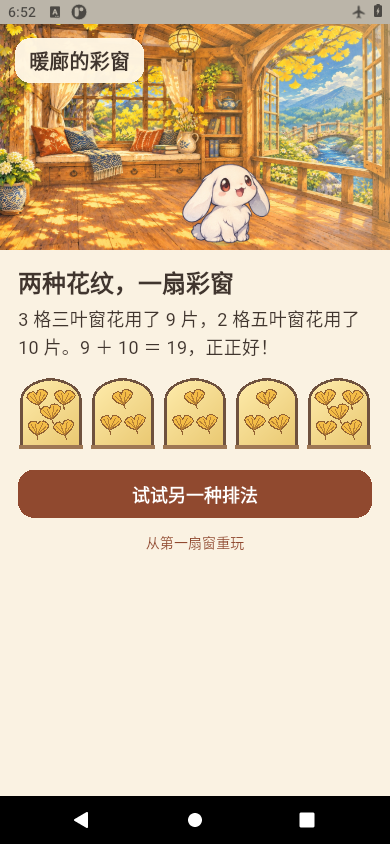 6:52
暖廊的彩窗
两种花纹，一扇彩窗
3 格三叶窗花用了 9 片，2 格五叶窗花用了
10 片。9 ＋ 10 ＝ 19，正正好！
试试另一种排法
从第一扇窗重玩